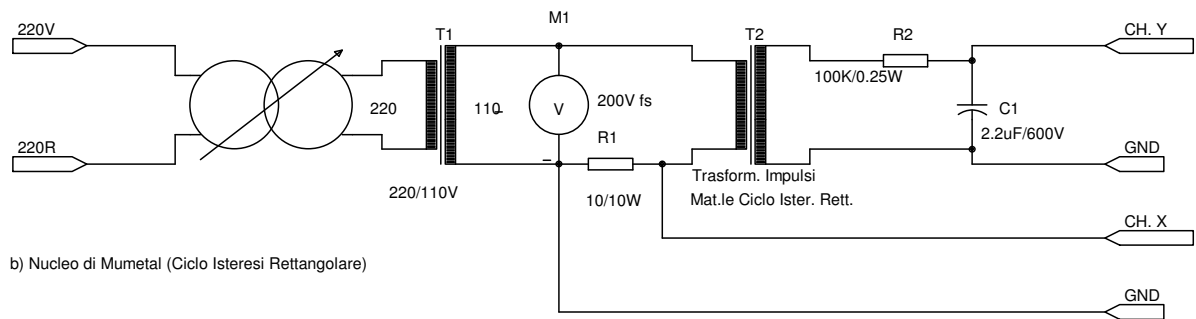 220V
M1
T1
T2
R2
CH. Y
100K/0.25W
220
110
V
200V fs
C1
2.2uF/600V
R1
220R
GND
220/110V
10/10W
Trasform. Impulsi
Mat.le Ciclo Ister. Rett.
CH. X
b) Nucleo di Mumetal (Ciclo Isteresi Rettangolare)
GND